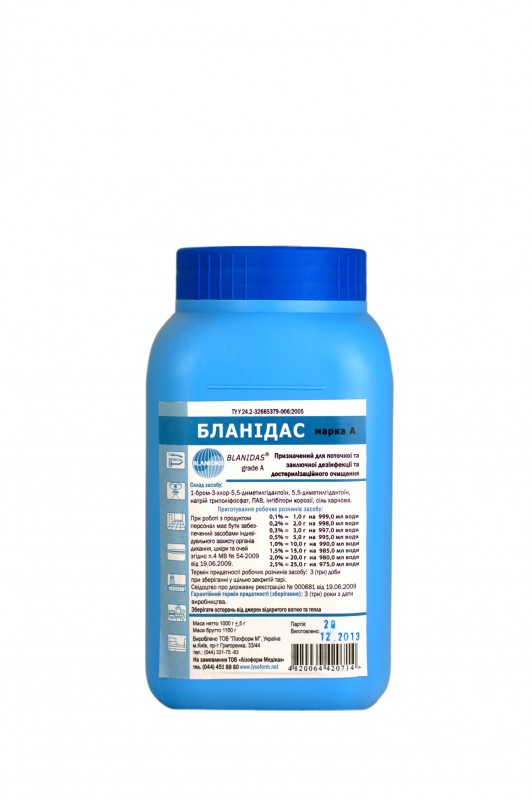 ТУ У 24.2-32665379-006:2005
БЛАНІДАС марка А
BLANIDAS
BLANIDAS®
grade A
Призначений для поточної та
заключної дезінфекції та
достерилізаційного очищення
Склад засобу:
1-бром-3-хлор-5,5-диметилгідантоїн, 5,5-диметилгідантоїн,
натрій триполіфосфат, ПАВ, інгібітори корозії, сіль харчова.
Приготування робочих розчинів засобу:
При роботі з продуктом
персонал має бути забез-
печений засобами індиві-
дувільного захисту органів
дихання, шкіри та очей
згідно п.4 МВ № 54-2009
від 19.06.2009.
0,1% = 1,0 г на 999,0 мл води
0,2% = 2,0 г на 998,0 мл води
0,3% = 3,0 г на 997,0 мл води
0,5% = 5,0 г на 995,0 мл води
1,0% = 10,0 г на 990,0 мл води
1,5% = 15,0 г на 985,0 мл води
2,0% = 20,0 г на 980,0 мл води
2,5% = 25,0 г на 975,0 мл води
Термін придатності робочих розчинів засобу: 3 (три) доби
при зберіганні у щільно закритій тарі.
Свідоцтво про державну реєстрацію № 000681 від 19.06.2009
Гарантійний термін придатності (зберігання): 3 (три) роки з дати
виробництва.
Зберігати осторонь від джерел відкритого вогню та тепла
Маса нетто 1000 г ± 5 г
Маса брутто 1100 г
Партія: 20
Виготовлено: 12.2013
Вироблено ТОВ "Лізоформ М", Україна
м.Київ, пр-т Григоренка, 33/44
тел.: (044) 331-75 -83
На замовлення ТОВ «Лізоформ Медікал»
тел. (044) 451 88 80 www.lysoform.net
4820064420714